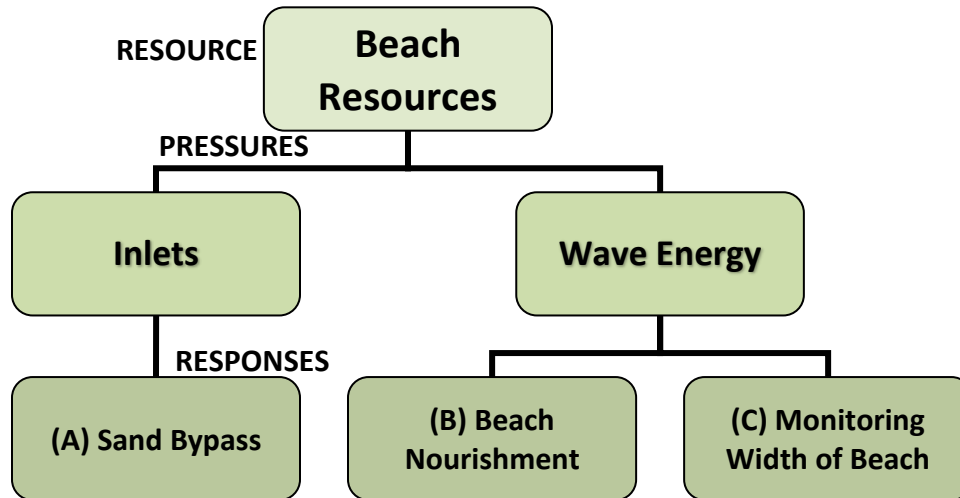 RESOURCE
Beach
Resources
PRESSURES
Inlets
Wave Energy
RESPONSES
(A) Sand Bypass
(B) Beach
Nourishment
(C) Monitoring
Width of Beach